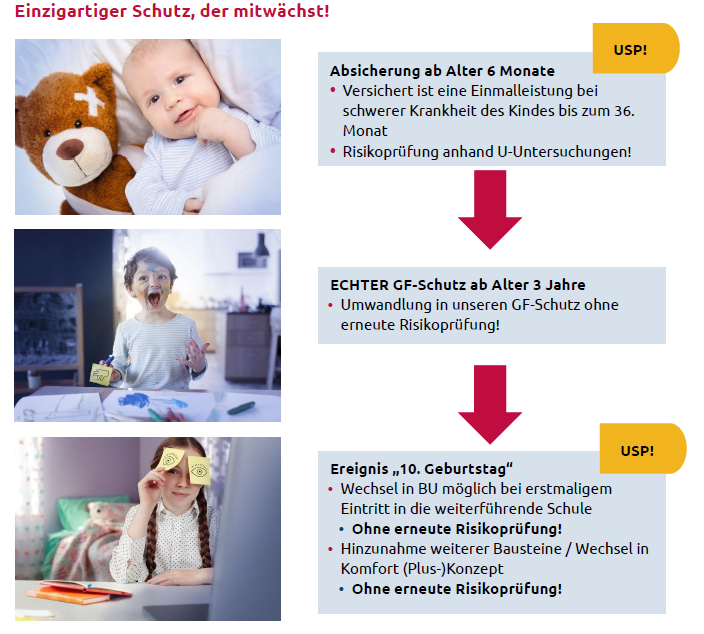 Einzigartiger Schutz, der mitwächst!
USP!
Absicherung ab Alter 6 Monate
• Versichert ist eine Einmalleistung bei
schwerer Krankheit des Kindes bis zum 36.
Monat
• Risikoprüfung anhand U-Untersuchungen!
ECHTER GF-Schutz ab Alter 3 Jahre
• Umwandlung in unseren GF-Schutz ohne
erneute Risikoprüfung!
USP!
Ereignis „10. Geburtstag“
• Wechsel in BU möglich bei erstmaligem
Eintritt in die weiterführende Schule
• Ohne erneute Risikoprüfung!
• Hinzunahme weiterer Bausteine / Wechsel in
Komfort (Plus-)Konzept
• Ohne erneute Risikoprüfung!